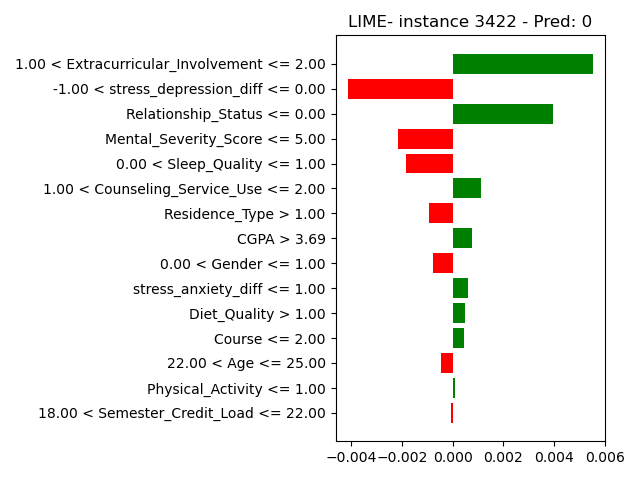 LIME- instance 3422 - Pred: 0
1.00 < Extracurricular_Involvement <= 2.00
-1.00 < stress_depression_diff <= 0.00
Relationship_Status <= 0.00
Mental_Severity_Score <= 5.00
0.00 < Sleep_Quality <= 1.00
1.00 < Counseling_Service_Use <= 2.00
Residence_Type > 1.00
CGPA > 3.69
0.00 < Gender <= 1.00
stress_anxiety_diff <= 1.00
Diet_Quality > 1.00
Course <= 2.00
22.00 < Age <= 25.00
Physical_Activity <= 1.00
18.00 < Semester_Credit_Load <= 22.00
−0.004 −0.002 0.000 0.002 0.004 0.006